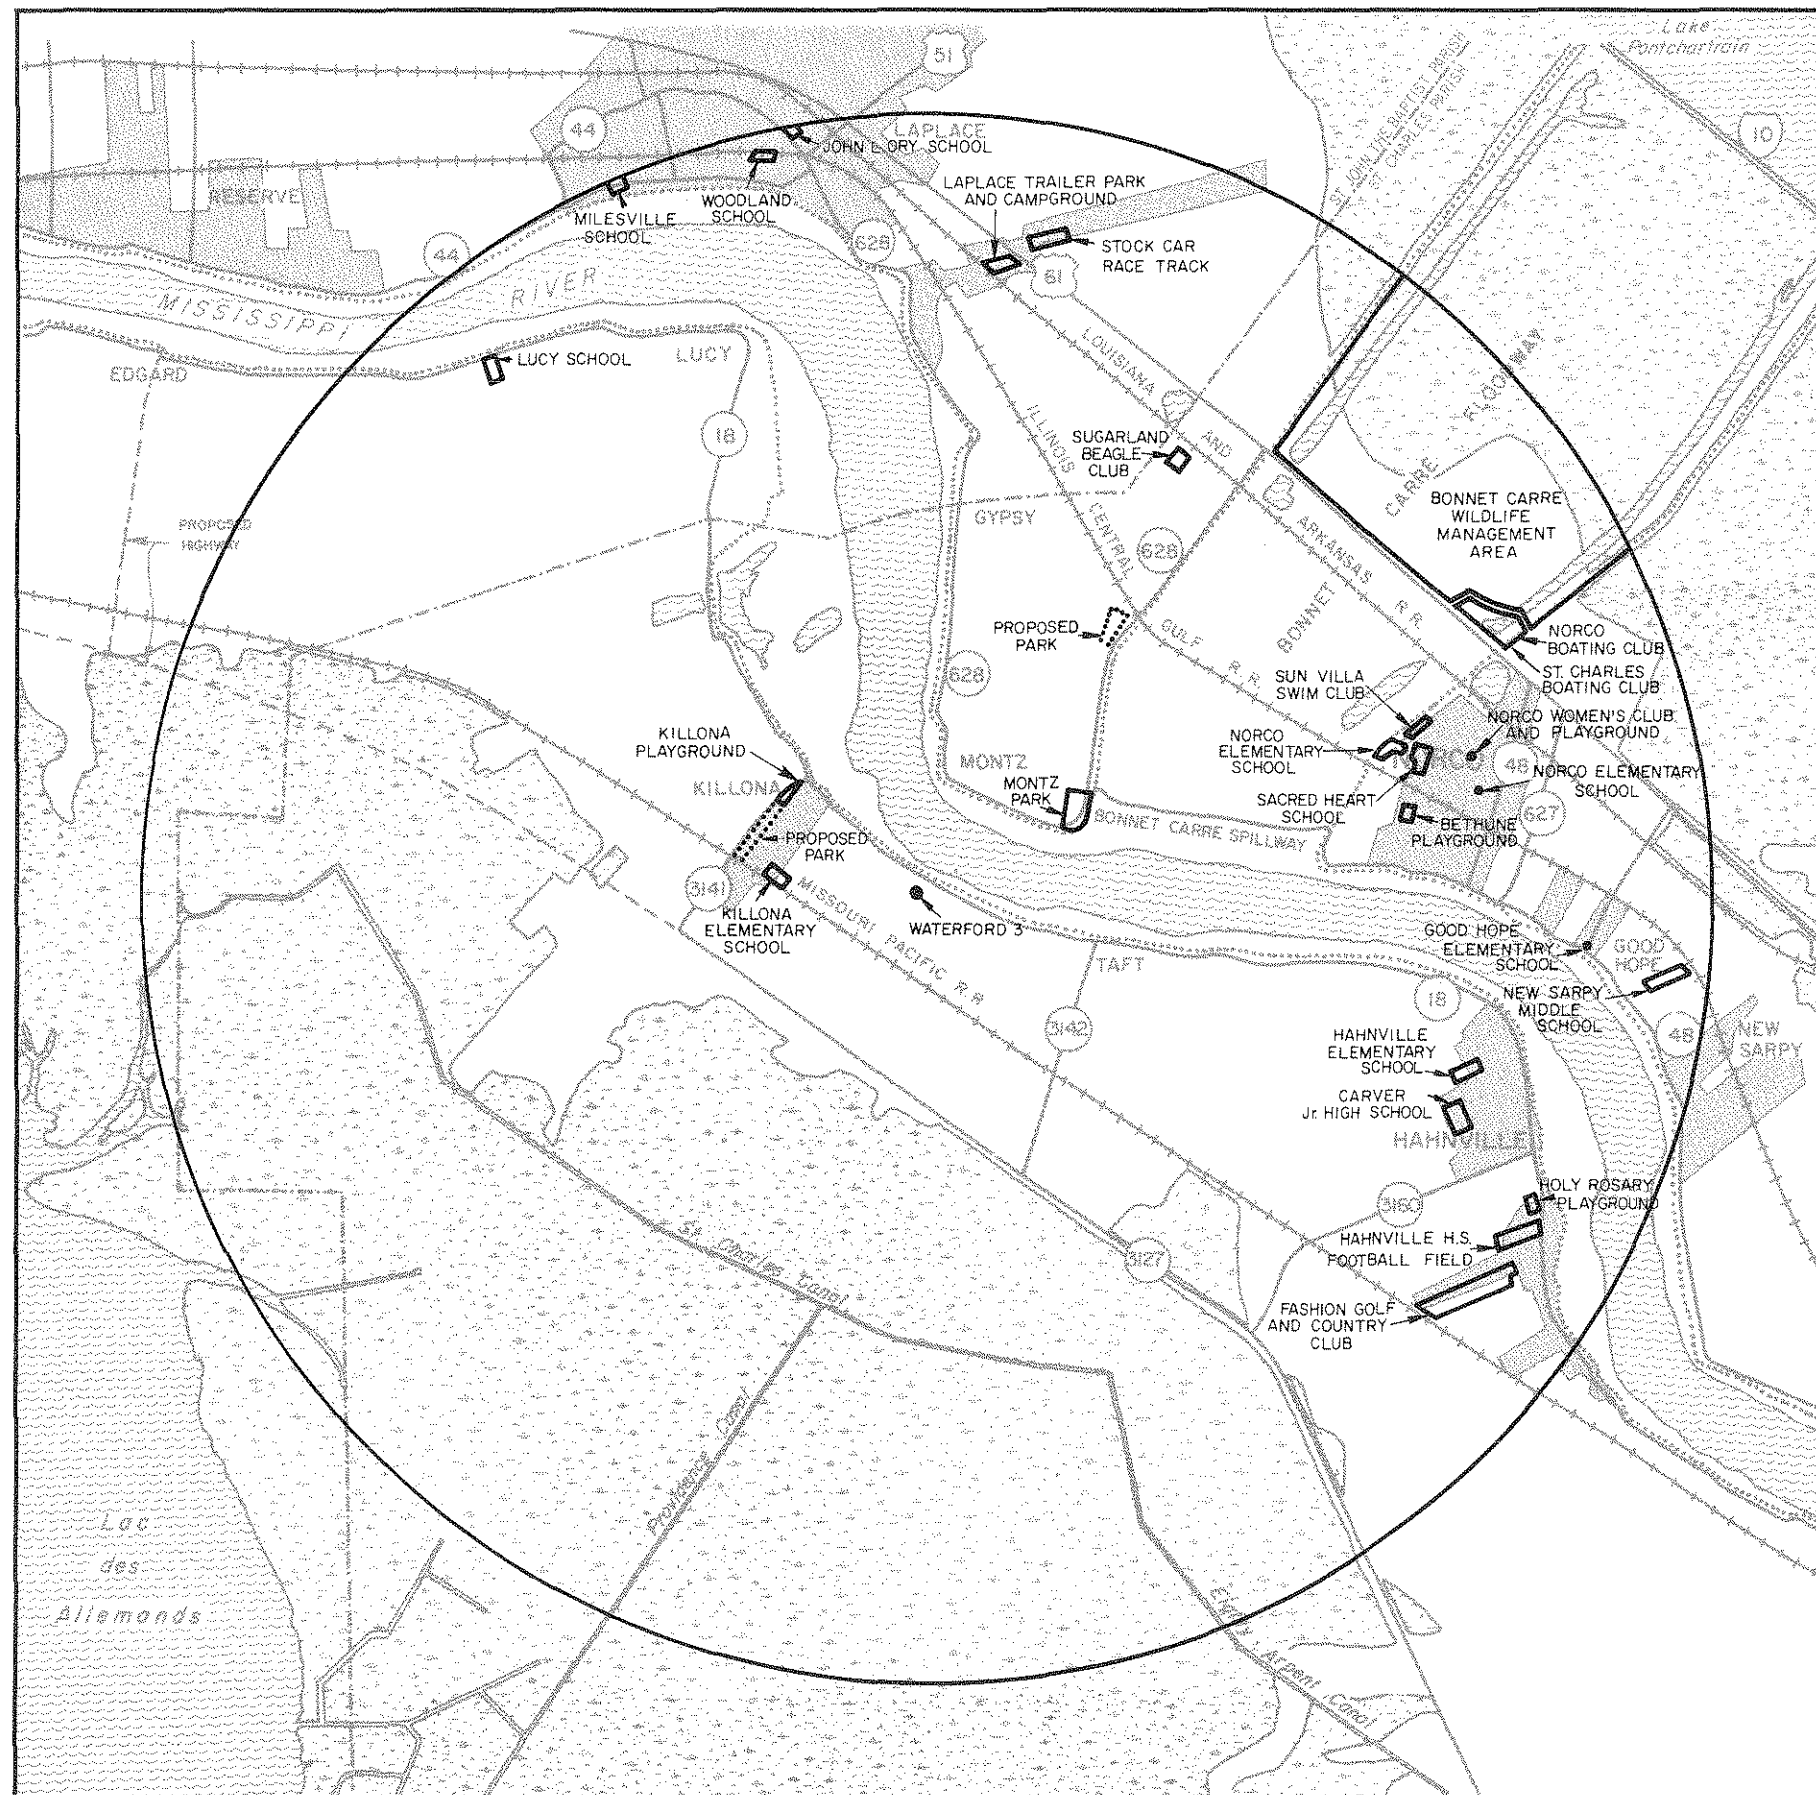 Lake
Pontchartrain
51
ST. JOHN THE BAPTIST PARISH
ST. CHARLES PARISH
10
44
LAPLACE
JOHN L. ORY SCHOOL
RESERVE
WOODLAND
SCHOOL
MILESVILLE
SCHOOL
LAPLACE TRAILER PARK
AND CAMPGROUND
STOCK CAR
RACE TRACK
628
44
61
MISSISSIPPI
RIVER
LUCY SCHOOL
LUCY
EDGARD
18
LOUISIANA
AND
ARKANSAS
R.R.
ILLINOIS
CENTRAL
GULF
R.R.
BONNET
CARRE
FLOODWAY
SUGARLAND
BEAGLE
CLUB
BONNET CARRE
WILDLIFE
MANAGEMENT
AREA
PROPOSED
HIGHWAY
GYPSY
628
PROPOSED
PARK
NORCO
BOATING CLUB
ST. CHARLES
BOATING CLUB
628
SUN VILLA
SWIM CLUB
NORCO WOMEN'S CLUB
AND PLAYGROUND
NORCO
ELEMENTARY
SCHOOL
KILLONA
PLAYGROUND
KILLONA
MONTZ
MONTZ
PARK
48
NORCO ELEMENTARY
SCHOOL
SACRED HEART
SCHOOL
BETHUNE
PLAYGROUND
627
BONNET CARRE SPILLWAY
PROPOSED
PARK
3141
KILLONA
ELEMENTARY
SCHOOL
MISSOURI PACIFIC R.R.
WATERFORD 3
TAFT
GOOD HOPE
ELEMENTARY
SCHOOL
GOOD
HOPE
NEW SARPY
MIDDLE
SCHOOL
18
48
NEW
SARPY
3142
HAHNVILLE
ELEMENTARY
SCHOOL
CARVER
Jr. HIGH SCHOOL
HAHNVILLE
3160
HOLY ROSARY
PLAYGROUND
HAHNVILLE H.S.
FOOTBALL FIELD
3127
St. Charles Canal
FASHION GOLF
AND COUNTRY
CLUB
Providence Canal
Lac
des
Allemands
Eighty Arpent Canal